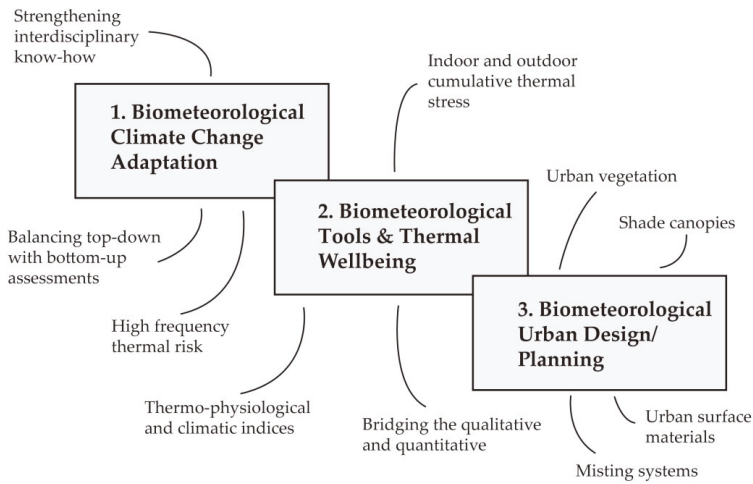 Strengthening
interdisciplinary
know-how
1. Biometeorological
Climate Change
Adaptation
Balancing top-down
with bottom-up
assessments
High frequency
thermal risk
Indoor and outdoor
cumulative thermal
stress
2. Biometeorological
Tools & Thermal
Wellbeing
Thermo-physiological
and climatic indices
Bridging the qualitative
and quantitative
Urban vegetation
Shade canopies
3. Biometeorological
Urban Design/
Planning
Urban surface
materials
Misting systems